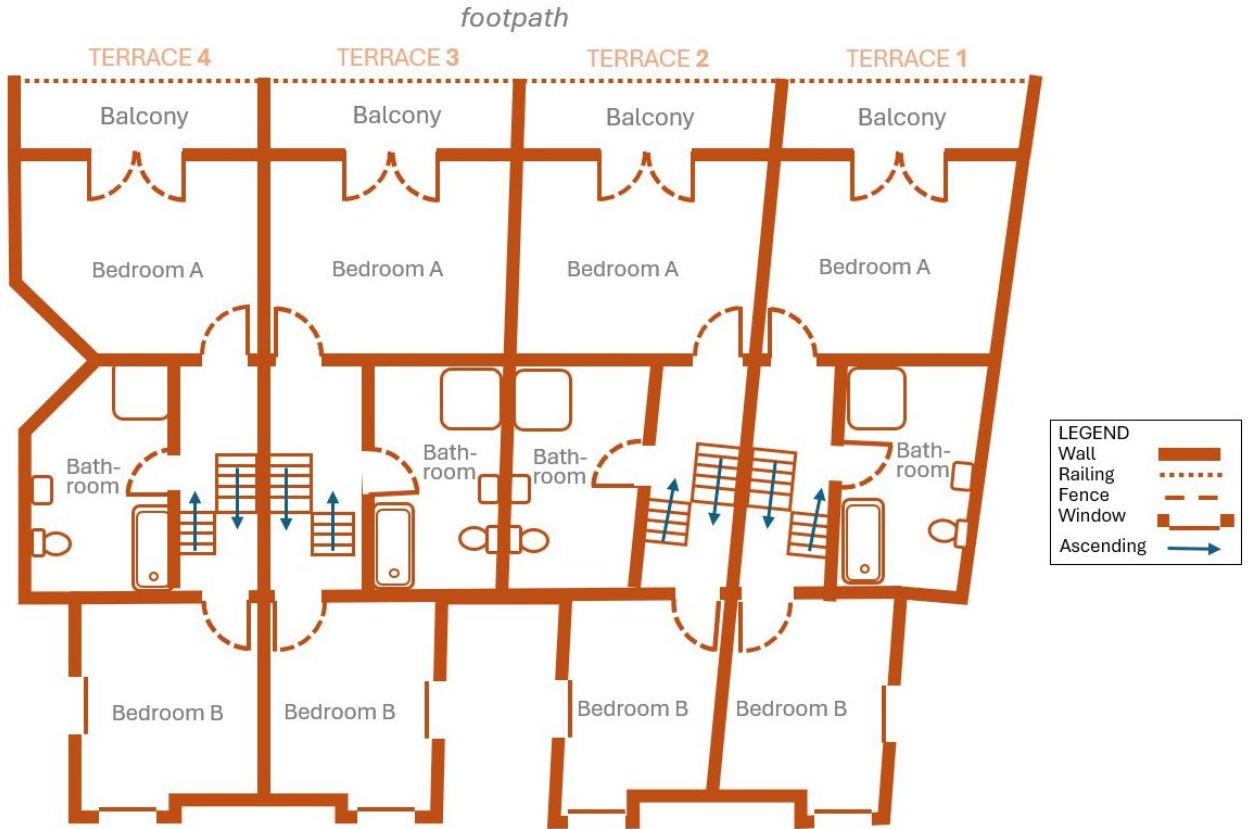 footpath
TERRACE 4
TERRACE 3
TERRACE 2
TERRACE 1
Balcony
Balcony
Balcony
Balcony
Bedroom A
Bedroom A
Bedroom A
Bedroom A
Bath-
room
Bath-
room
Bath-
room
Bath-
room
LEGEND
Wall
Railing
Fence
Window
Ascending
Bedroom B
Bedroom B
Bedroom B
Bedroom B